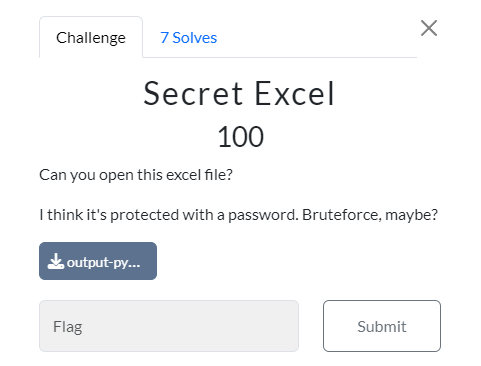 Challenge
7 Solves
Secret Excel
100
Can you open this excel file?
I think it's protected with a password. Bruteforce, maybe?
output-py...
Flag
Submit